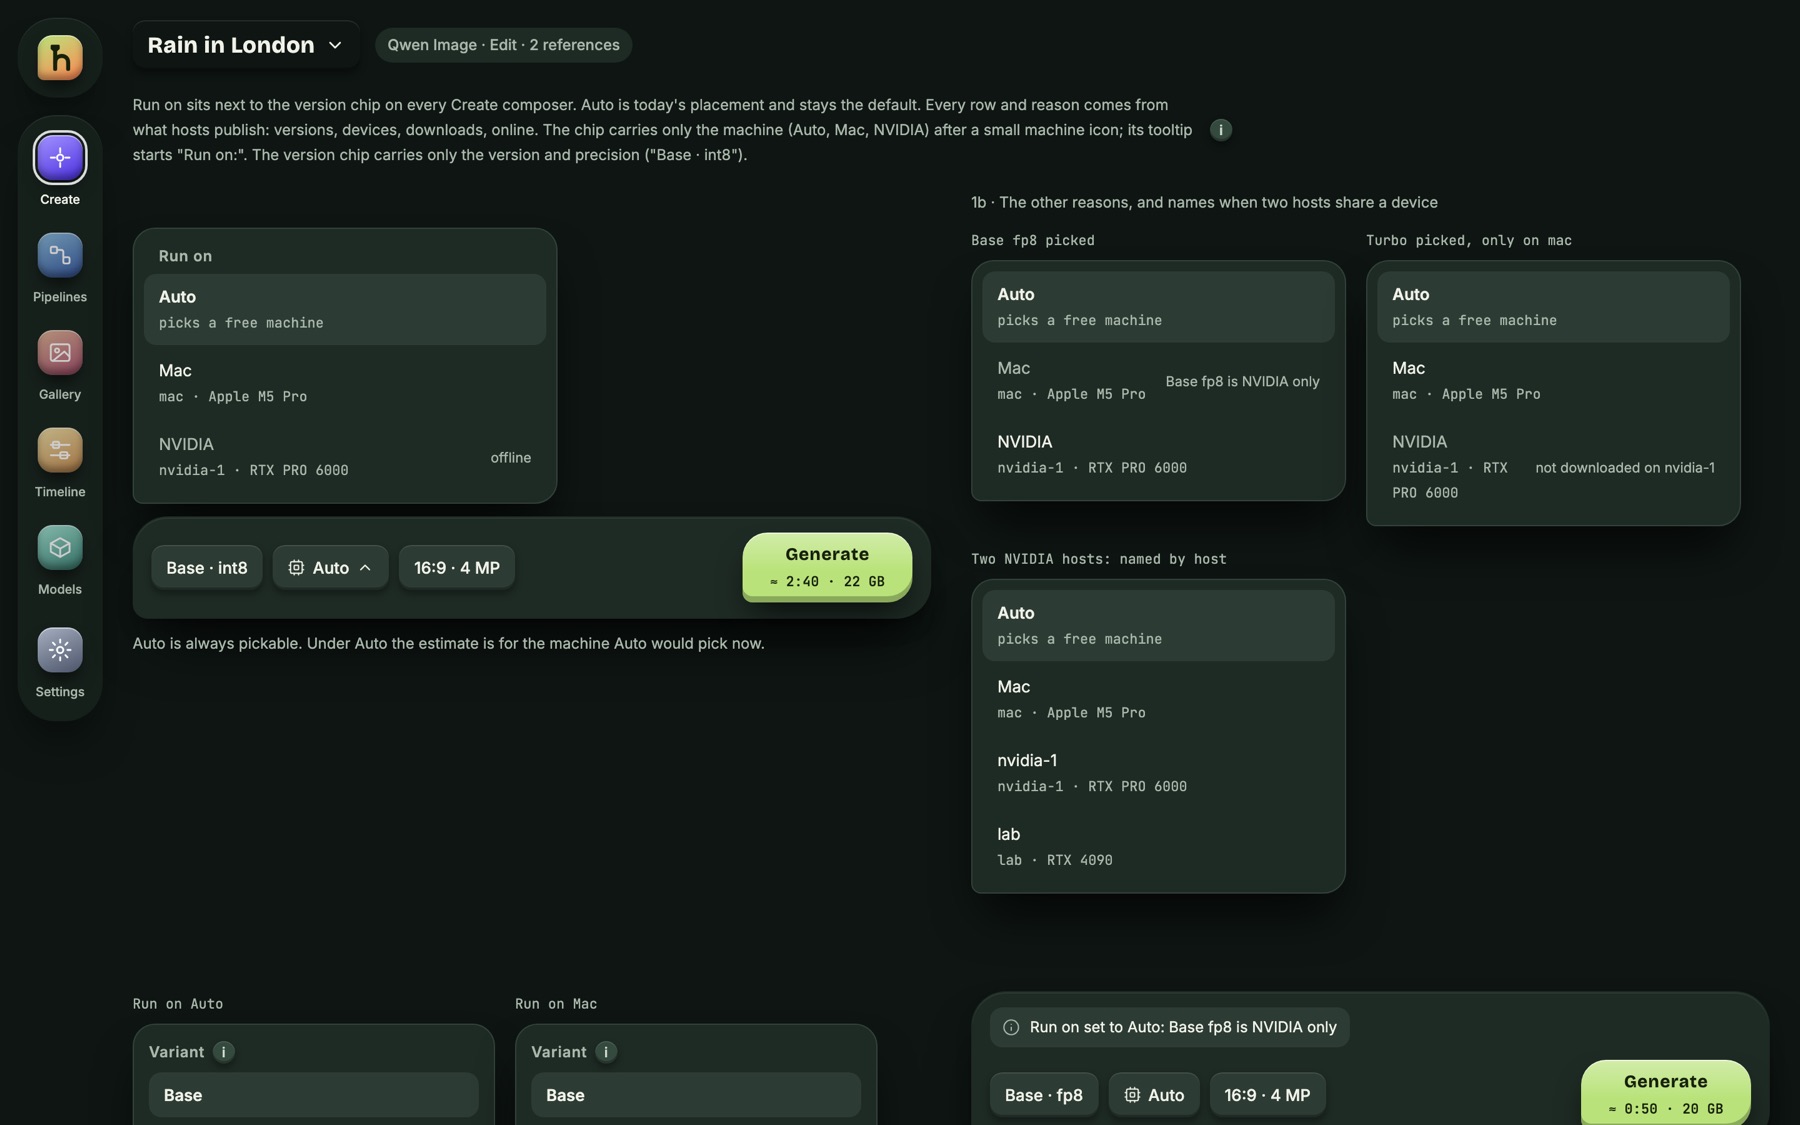 h
Create
Pipelines
Gallery
Timeline
Models
Settings
Rain in London
Qwen Image · Edit · 2 references
Run on sits next to the version chip on every Create composer. Auto is today's placement and stays the default. Every row and reason comes from
what hosts publish: versions, devices, downloads, online. The chip carries only the machine (Auto, Mac, NVIDIA) after a small machine icon; its tooltip
i
starts "Run on:". The version chip carries only the version and precision ("Base · int8").
Run on
Auto
picks a free machine
Mac
mac · Apple M5 Pro
NVIDIA
nvidia-1 · RTX PRO 6000
offline
Base · int8
Auto
16:9 · 4 MP
Generate
≈ 2:40 · 22 GB
Auto is always pickable. Under Auto the estimate is for the machine Auto would pick now.
1b · The other reasons, and names when two hosts share a device
Base fp8 picked
Auto
picks a free machine
Mac
mac · Apple M5 Pro
Base fp8 is NVIDIA only
NVIDIA
nvidia-1 · RTX PRO 6000
Turbo picked, only on mac
Auto
picks a free machine
Mac
mac · Apple M5 Pro
NVIDIA
nvidia-1 · RTX
PRO 6000
not downloaded on nvidia-1
Two NVIDIA hosts: named by host
Auto
picks a free machine
Mac
mac · Apple M5 Pro
nvidia-1
nvidia-1 · RTX PRO 6000
lab
lab · RTX 4090
Run on Auto
Variant
i
Base
Run on Mac
Variant
i
Base
Run on set to Auto: Base fp8 is NVIDIA only
Base · fp8
Auto
16:9 · 4 MP
Generate
≈ 0:50 · 20 GB